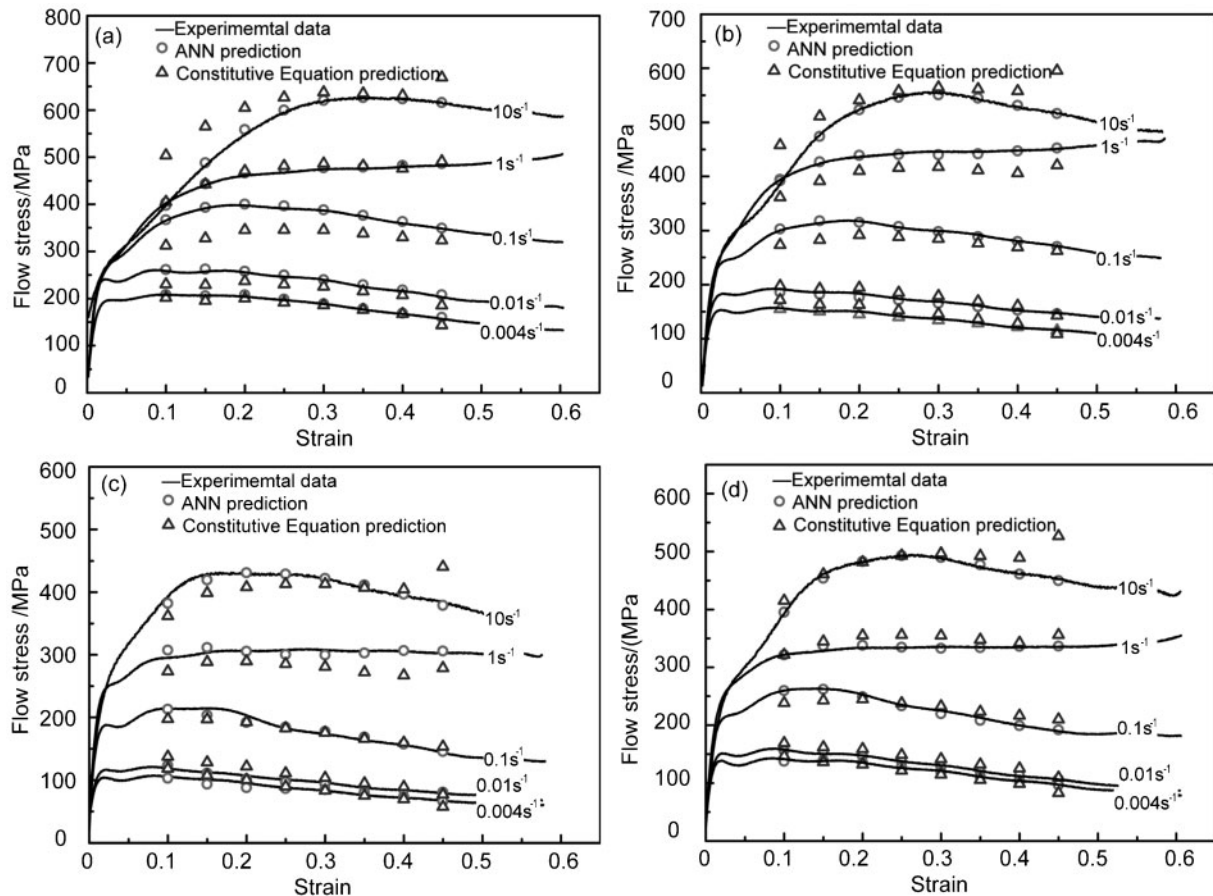 (a)
Experimemtal data
ANN prediction
Constitutive Equation prediction
800
700
600
500
400
300
200
100
0
Flow stress/MPa
10s⁻¹
1s⁻¹
0.1s⁻¹
0.01s⁻¹
0.004s⁻¹
0 0.1 0.2 0.3 0.4 0.5 0.6
Strain
(b)
Experimemtal data
ANN prediction
Constitutive Equation prediction
700
600
500
400
300
200
100
0
Flow stress /MPa
10s⁻¹
1s⁻¹
0.1s⁻¹
0.01s⁻¹
0.004s⁻¹
0 0.1 0.2 0.3 0.4 0.5 0.6
Strain
(c)
Experimemtal data
ANN prediction
Constitutive Equation prediction
600
500
400
300
200
100
0
Flow stress /MPa
10s⁻¹
1s⁻¹
0.1s⁻¹
0.01s⁻¹
0.004s⁻¹
0 0.1 0.2 0.3 0.4 0.5 0.6
Strain
(d)
Experimemtal data
ANN prediction
Constitutive Equation prediction
600
500
400
300
200
100
0
Flow stress/(MPa
10s⁻¹
1s⁻¹
0.1s⁻¹
0.01s⁻¹
0.004s⁻¹
0 0.1 0.2 0.3 0.4 0.5 0.6
Strain